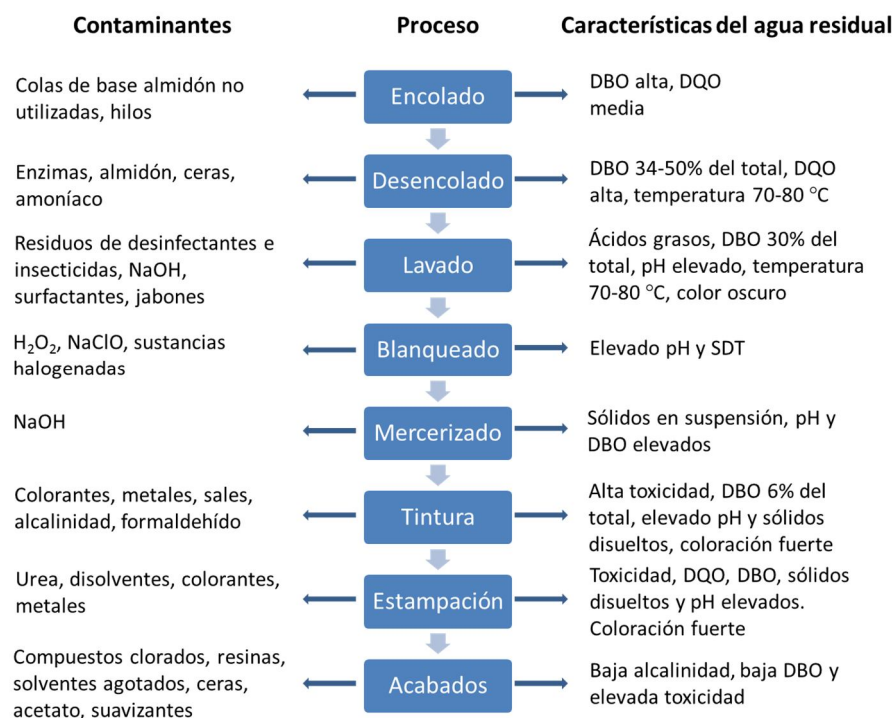 Contaminantes
Proceso
Características del agua residual
Colas de base almidón no
utilizadas, hilos
Encolado
DBO alta, DQO
media
Enzimas, almidón, ceras,
amoníaco
Desencolado
DBO 34-50% del total, DQO
alta, temperatura 70-80 °C
Residuos de desinfectantes e
insecticidas, NaOH,
surfactantes, jabones
Lavado
Ácidos grasos, DBO 30% del
total, pH elevado, temperatura
70-80 °C, color oscuro
H₂O₂, NaClO, sustancias
halogenadas
Blanqueado
Elevado pH y SDT
NaOH
Mercerizado
Sólidos en suspensión, pH y
DBO elevados
Colorantes, metales, sales,
alcalinidad, formaldehído
Tintura
Alta toxicidad, DBO 6% del
total, elevado pH y sólidos
disueltos, coloración fuerte
Urea, disolventes, colorantes,
metales
Estampación
Toxicidad, DQO, DBO, sólidos
disueltos y pH elevados.
Coloración fuerte
Compuestos clorados, resinas,
solventes agotados, ceras,
acetato, suavizantes
Acabados
Baja alcalinidad, baja DBO y
elevada toxicidad